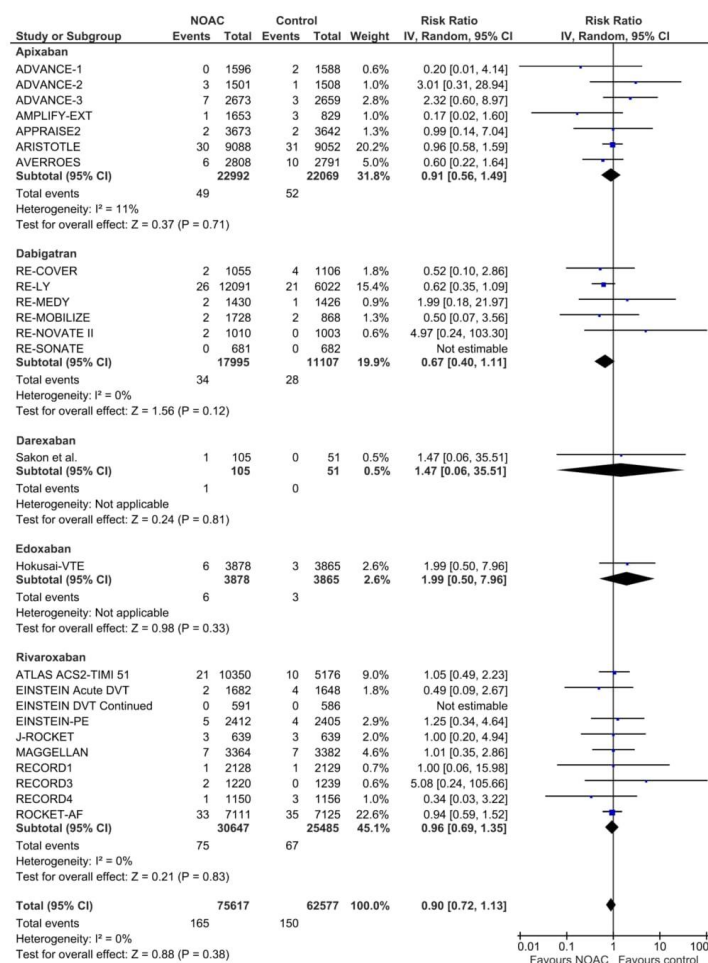 NOAC Control Risk Ratio Risk Ratio
Study or Subgroup Events Total Events Total Weight IV, Random, 95% CI IV, Random, 95% CI
Apixaban
ADVANCE-1 0 1596 2 1588 0.6% 0.20 [0.01, 4.14]
ADVANCE-2 3 1501 1 1508 0.8% 3.01 [0.31, 28.94]
ADVANCE-3 7 2673 3 2659 2.8% 2.32 [0.60, 8.97]
AMPLIFY-EXT 1 1653 3 829 1.0% 0.17 [0.02, 1.60]
APPRAISE2 2 3673 2 3642 1.3% 0.99 [0.14, 7.04]
ARISTOTLE 30 9088 31 9052 20.2% 0.96 [0.58, 1.59]
AVERROES 6 2808 10 2791 5.0% 0.60 [0.22, 1.64]
Subtotal (95% CI) 22992 22069 31.8% 0.91 [0.56, 1.49]
Total events 49 52
Heterogeneity: I² = 11%
Test for overall effect: Z = 0.37 (P = 0.71)
Dabigatran
RE-COVER 2 1055 4 1106 1.8% 0.52 [0.10, 2.86]
RE-LY 26 12091 21 6022 15.4% 0.62 [0.35, 1.09]
RE-MEDY 2 1430 1 1426 0.9% 1.99 [0.18, 21.97]
RE-MOBILIZE 2 1728 2 868 1.3% 0.50 [0.07, 3.56]
RE-NOVATE II 2 1010 0 1003 0.6% 4.97 [0.24, 103.30]
RE-SONATE 0 681 0 682 Not estimable
Subtotal (95% CI) 17995 11107 19.9% 0.67 [0.40, 1.11]
Total events 34 28
Heterogeneity: I² = 0%
Test for overall effect: Z = 1.56 (P = 0.12)
Darexaban
Sakon et al. 1 105 0 51 0.5% 1.47 [0.06, 35.51]
Subtotal (95% CI) 105 51 0.5% 1.47 [0.06, 35.51]
Total events 1 0
Heterogeneity: Not applicable
Test for overall effect: Z = 0.24 (P = 0.81)
Edoxaban
Hokusai-VTE 6 3878 3 3865 2.6% 1.99 [0.50, 7.96]
Subtotal (95% CI) 3878 3865 2.6% 1.99 [0.50, 7.96]
Total events 6 3
Heterogeneity: Not applicable
Test for overall effect: Z = 0.98 (P = 0.33)
Rivaroxaban
ATLAS ACS2-TIMI 51 21 10350 10 5176 9.0% 1.05 [0.49, 2.23]
EINSTEIN Acute DVT 2 1682 4 1648 1.8% 0.49 [0.09, 2.67]
EINSTEIN DVT Continued 0 591 0 586 Not estimable
EINSTEIN-PE 5 2412 4 2405 2.9% 1.25 [0.34, 4.64]
J-ROCKET 3 639 3 639 2.0% 1.00 [0.20, 4.94]
MAGGELLAN 7 3364 7 3382 4.6% 1.01 [0.35, 2.86]
RECORD1 1 2128 1 2129 0.7% 1.00 [0.06, 15.98]
RECORD3 2 1220 0 1239 0.6% 5.08 [0.24, 105.66]
RECORD4 1 1150 3 1156 1.0% 0.34 [0.03, 3.22]
ROCKET-AF 33 7111 35 7125 22.6% 0.94 [0.59, 1.52]
Subtotal (95% CI) 30647 25485 45.1% 0.96 [0.69, 1.35]
Total events 75 67
Heterogeneity: I² = 0%
Test for overall effect: Z = 0.21 (P = 0.83)
Total (95% CI) 75617 62577 100.0% 0.90 [0.72, 1.13]
Total events 165 150
Heterogeneity: I² = 0%
Test for overall effect: Z = 0.88 (P = 0.38)
0.01 0.1 1 10 100
Favours NOAC Favours control